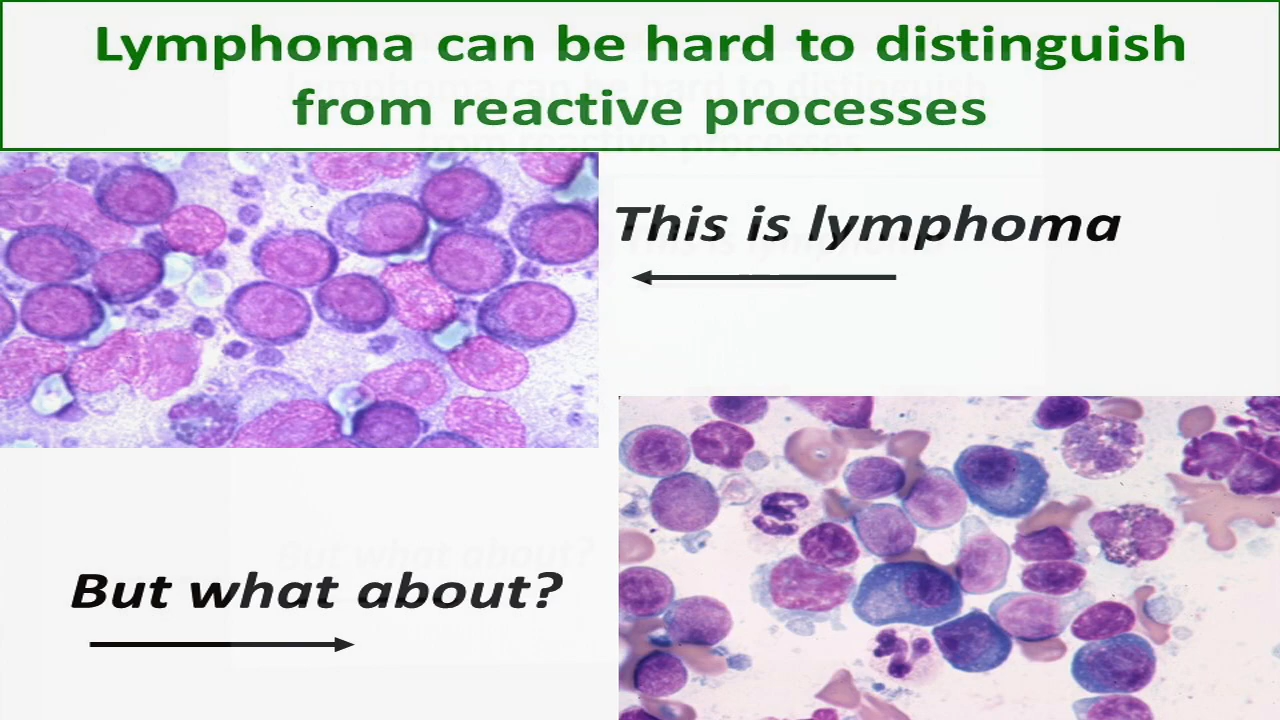 Lymphoma can be hard to distinguish
from reactive processes
This is lymphoma
But what about?